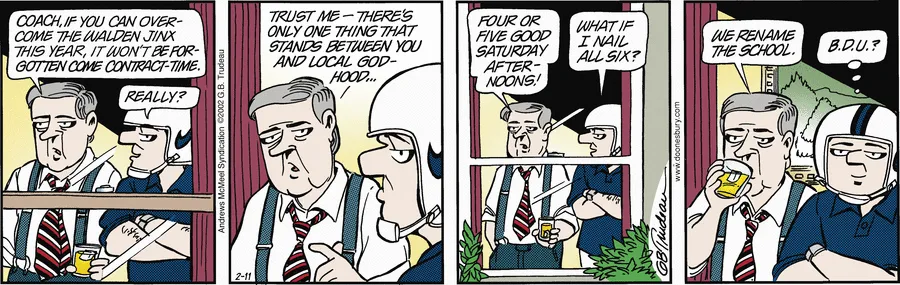 COACH, IF YOU CAN OVER-
COME THE WALDEN JINX
THIS YEAR, IT WON'T BE FOR-
GOTTEN COME CONTRACT-TIME.
REALLY?
Andrews McMeel Syndication ©2002 G.B. Trudeau
TRUST ME — THERE'S
ONLY ONE THING THAT
STANDS BETWEEN YOU
AND LOCAL GOD-
HOOD...
2-11
FOUR OR
FIVE GOOD
SATURDAY
AFTER-
NOONS!
WHAT IF
I NAIL
ALL SIX?
GBTrudeau
www.doonesbury.com
WE RENAME
THE SCHOOL.
B.D.U.?